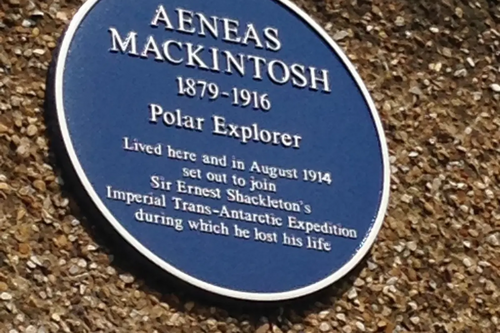 AENEAS
MACKINTOSH
1879-1916
Polar Explorer
Lived here and in August 1914
set out to join
Sir Ernest Shackleton's
Imperial Trans-Antarctic Expedition
during which he lost his life